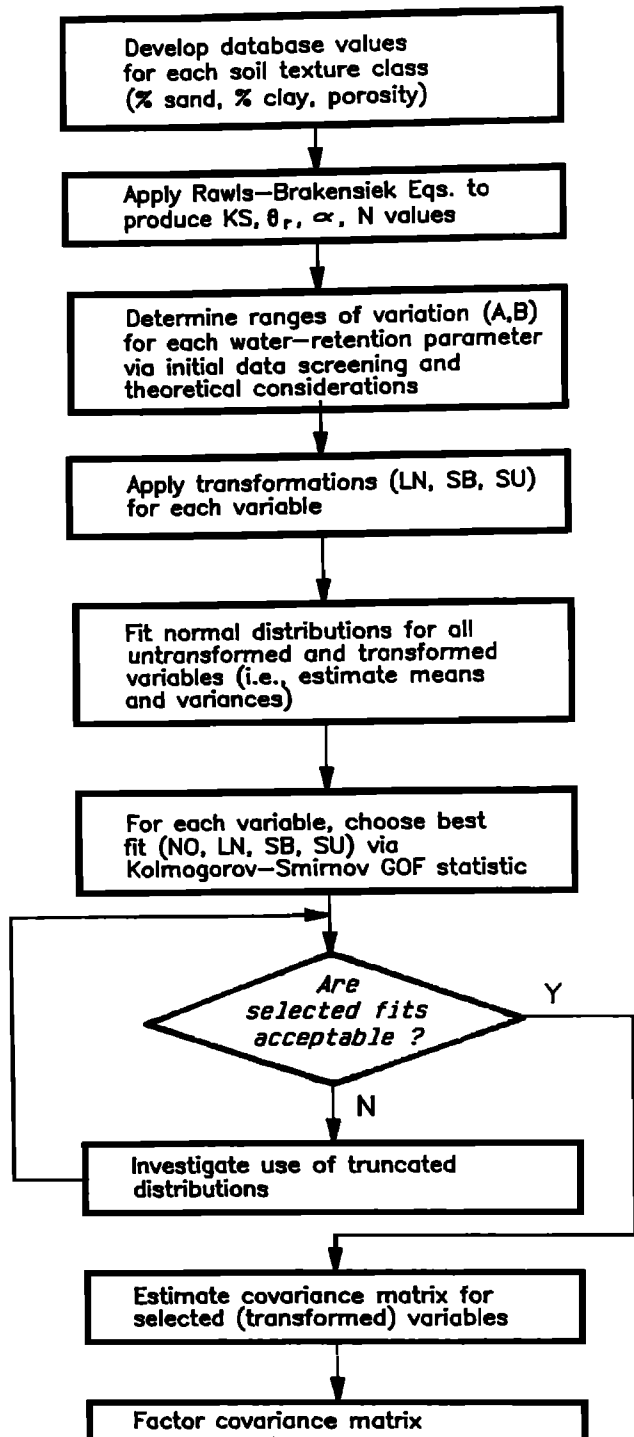 Develop database values
for each soil texture class
(% sand, % clay, porosity)
Apply Rawls–Brakensiek Eqs. to
produce KS, θr, ∝, N values
Determine ranges of variation (A,B)
for each water–retention parameter
via initial data screening and
theoretical considerations
Apply transformations (LN, SB, SU)
for each variable
Fit normal distributions for all
untransformed and transformed
variables (i.e., estimate means
and variances)
For each variable, choose best
fit (NO, LN, SB, SU) via
Kolmogorov–Smirnov GOF statistic
Are
selected fits
acceptable ?
Y
N
Investigate use of truncated
distributions
Estimate covariance matrix for
selected (transformed) variables
Factor covariance matrix